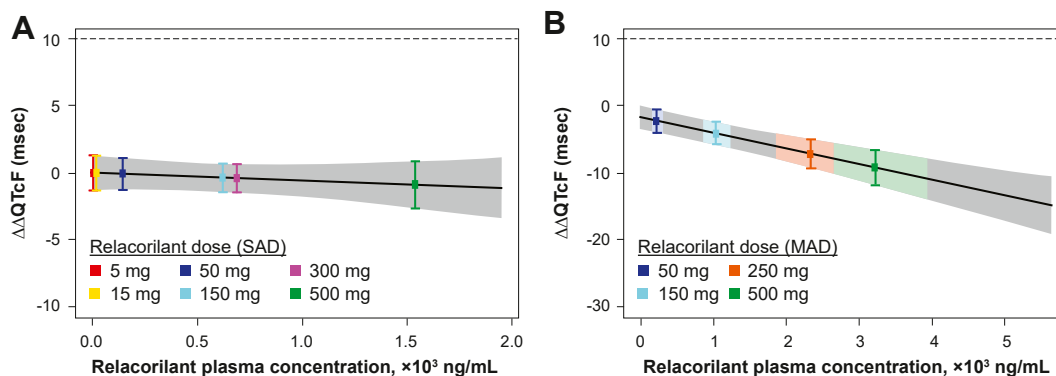 A
10
5
0
-5
-10
ΔΔQTcF (msec)
Relacorilant dose (SAD)
5 mg 50 mg 300 mg
15 mg 150 mg 500 mg
0.0 0.5 1.0 1.5 2.0
Relacorilant plasma concentration, ×10³ ng/mL
B
10
0
-10
-20
-30
ΔΔQTcF (msec)
Relacorilant dose (MAD)
50 mg 250 mg
150 mg 500 mg
0 1 2 3 4 5
Relacorilant plasma concentration, ×10³ ng/mL